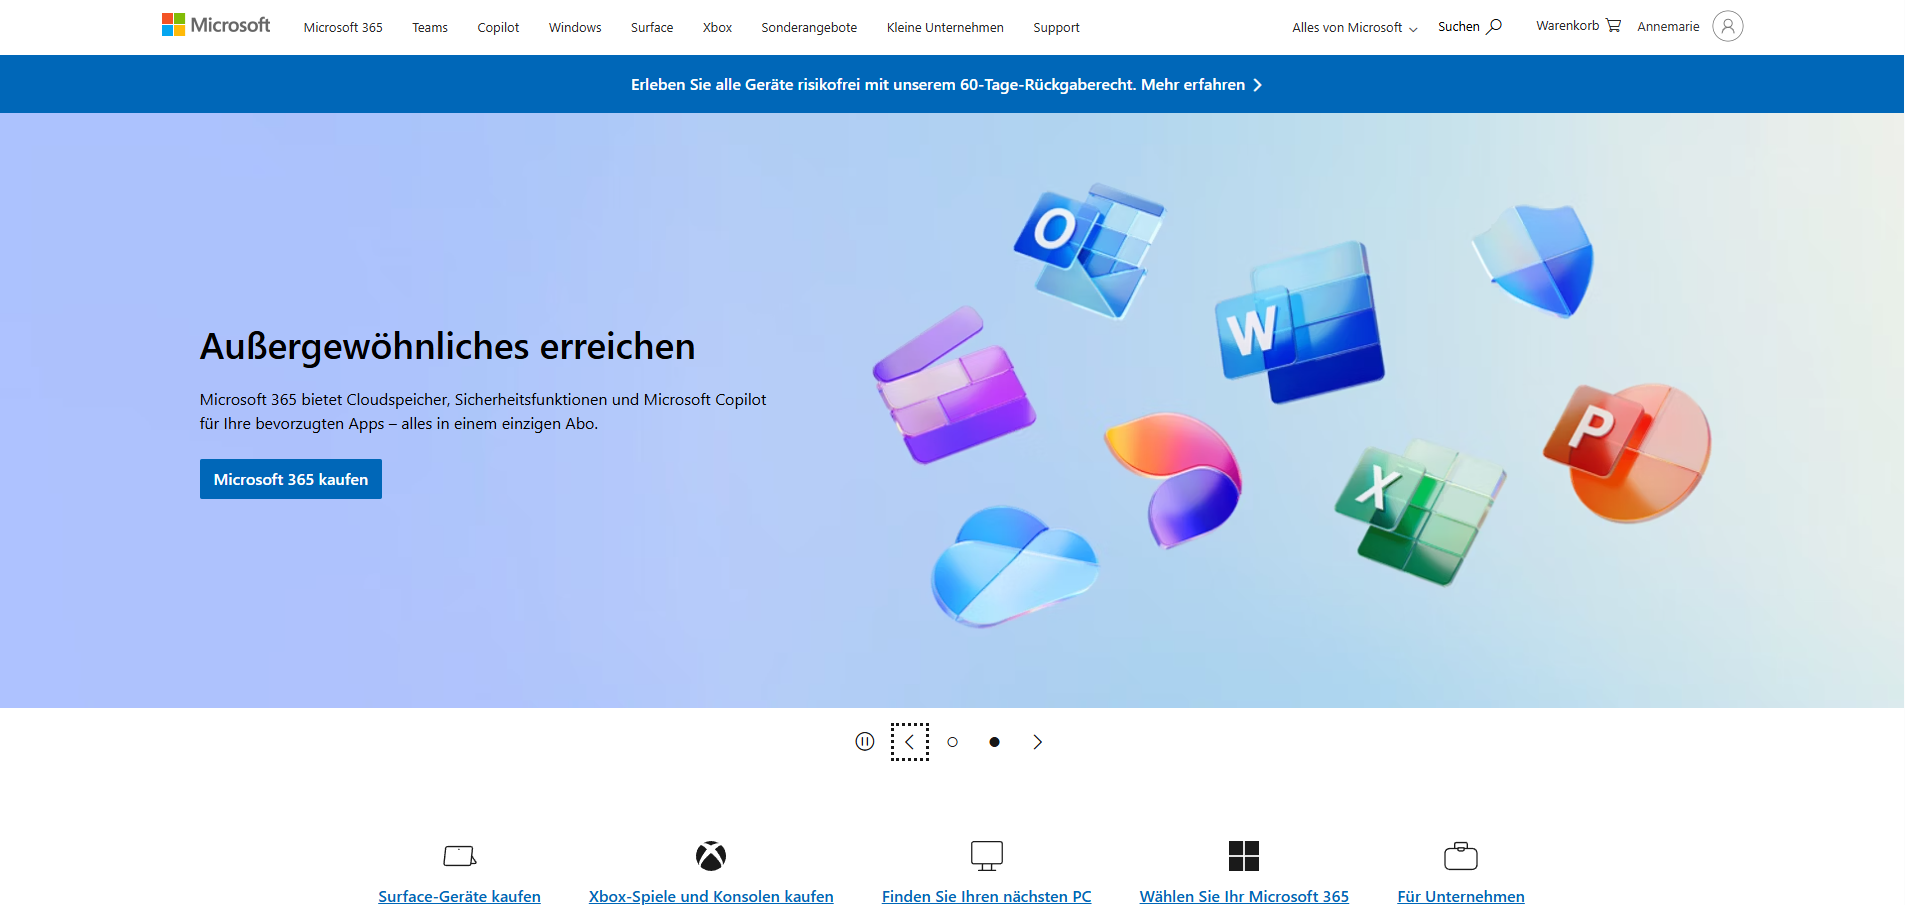 Microsoft
Microsoft 365 Teams Copilot Windows Surface Xbox Sonderangebote Kleine Unternehmen Support
Alles von Microsoft Suchen Warenkorb Annemarie
Erleben Sie alle Geräte risikofrei mit unserem 60-Tage-Rückgaberecht. Mehr erfahren
Außergewöhnliches erreichen
Microsoft 365 bietet Cloudspeicher, Sicherheitsfunktionen und Microsoft Copilot
für Ihre bevorzugten Apps – alles in einem einzigen Abo.
Microsoft 365 kaufen
O
W
P
X
Surface-Geräte kaufen
Xbox-Spiele und Konsolen kaufen
Finden Sie Ihren nächsten PC
Wählen Sie Ihr Microsoft 365
Für Unternehmen